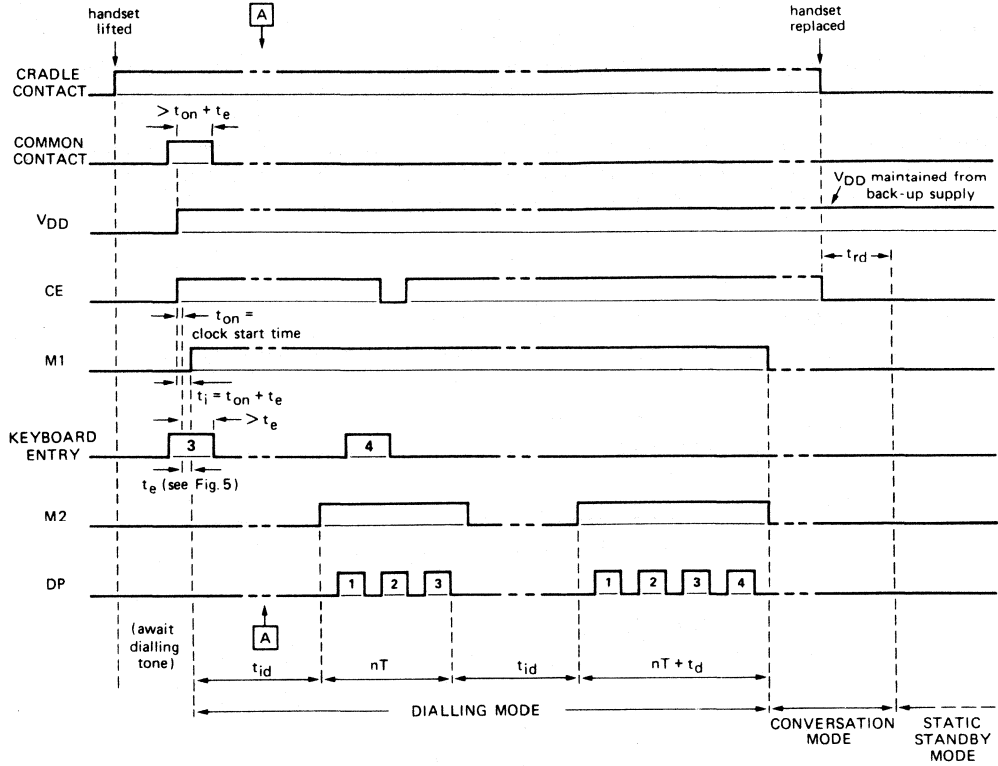 handset
lifted
A
handset
replaced
CRADLE
CONTACT
> ton + te
COMMON
CONTACT
VDD maintained from
back-up supply
VDD
trd
CE
ton =
clock start time
M1
ti = ton + te
> te
KEYBOARD
ENTRY
3
4
te (see Fig. 5)
M2
DP
1
2
3
1
2
3
4
(await
dialling
tone)
A
tid
nT
tid
nT + td
DIALLING MODE
CONVERSATION
MODE
STATIC
STANDBY
MODE